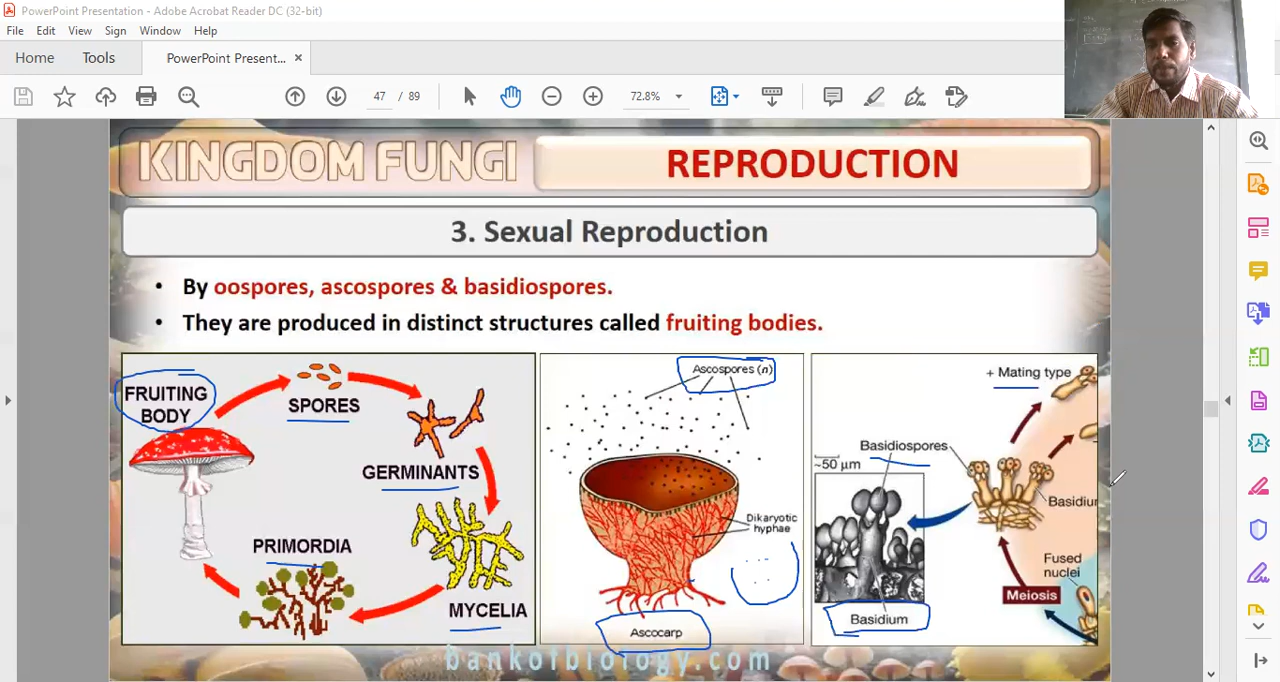 PowerPoint Presentation - Adobe Acrobat Reader DC (32-bit)
File Edit View Sign Window Help
Home Tools PowerPoint Present... ×
47 / 89 72.8%
KINGDOM FUNGI REPRODUCTION
3. Sexual Reproduction
• By oospores, ascospores & basidiospores.
• They are produced in distinct structures called fruiting bodies.
FRUITING
BODY
SPORES
GERMINANTS
MYCELIA
PRIMORDIA
Ascospores (n)
Dikaryotic
hyphae
Ascocarp
+ Mating type
Basidiospores
~50 µm
Basidium
Fused
nuclei
Meiosis
Basidium
bankofbiology.com